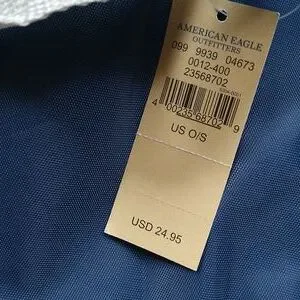 AMERICAN EAGLE
OUTFITTERS
099 9939 04673
0012-400
23568702
4 00235 68702 9
US O/S
USD 24.95